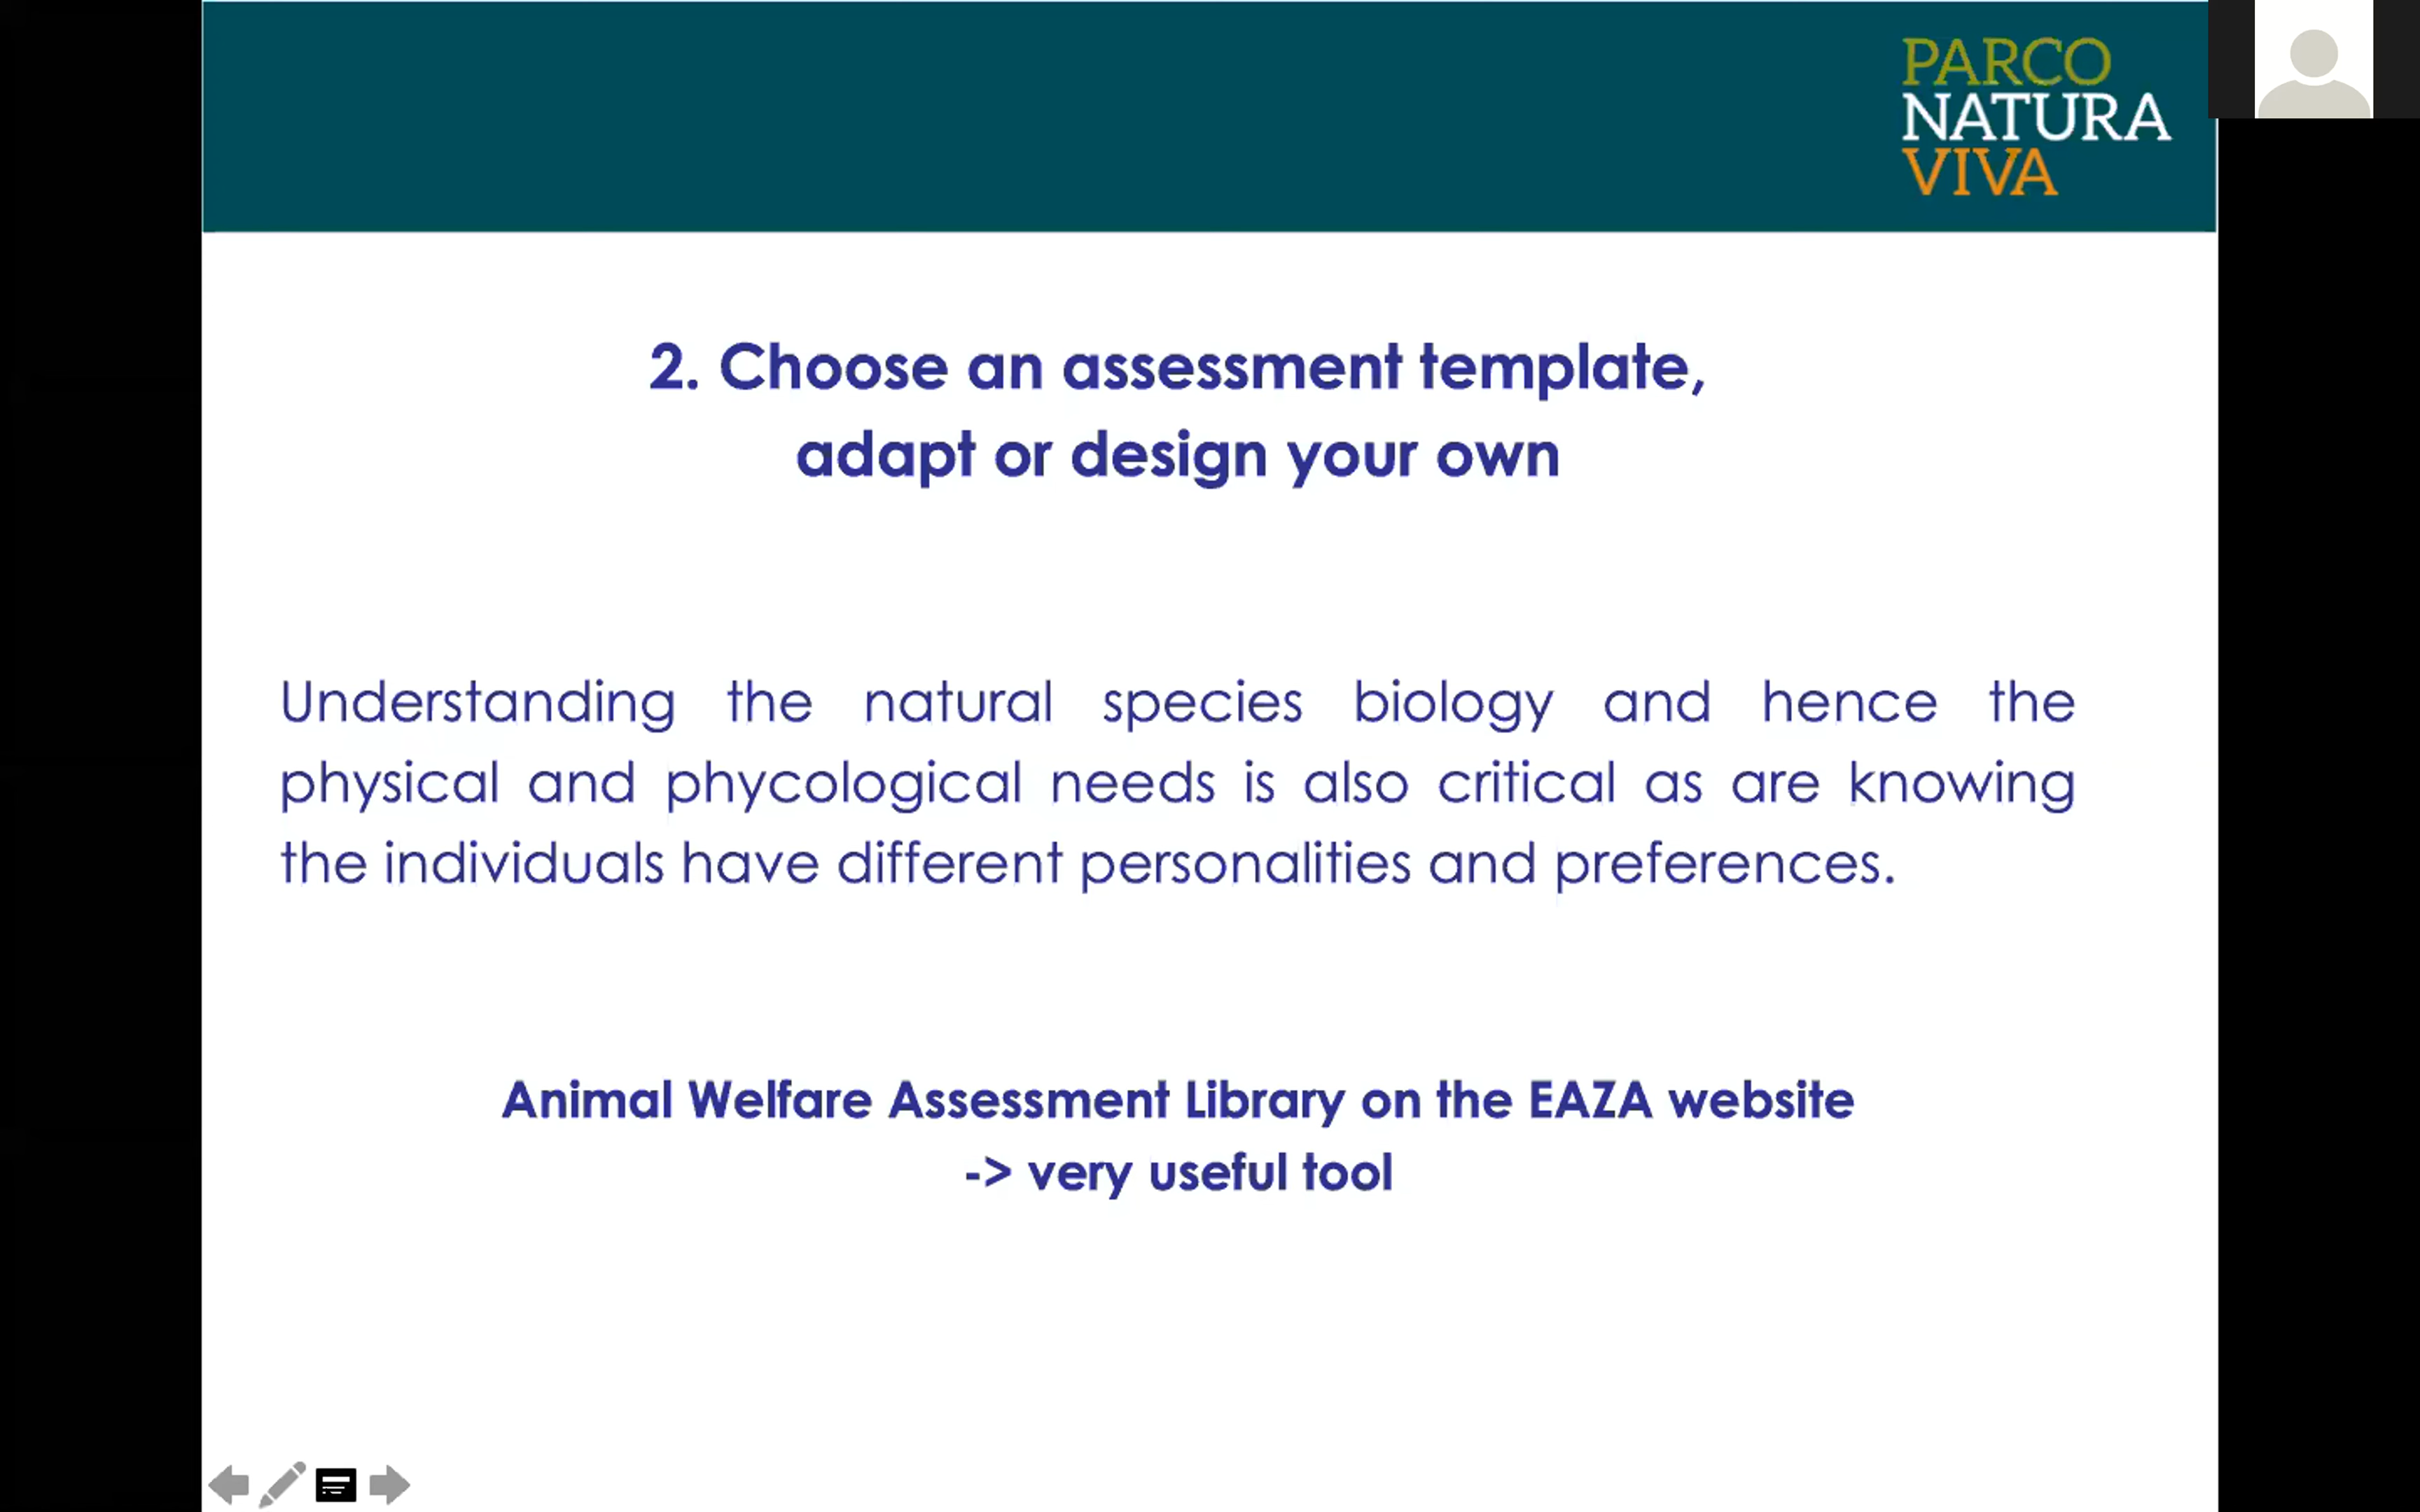 PARCO
NATURA
VIVA
2. Choose an assessment template,
adapt or design your own
Understanding the natural species biology and hence the
physical and phycological needs is also critical as are knowing
the individuals have different personalities and preferences.
Animal Welfare Assessment Library on the EAZA website
-> very useful tool